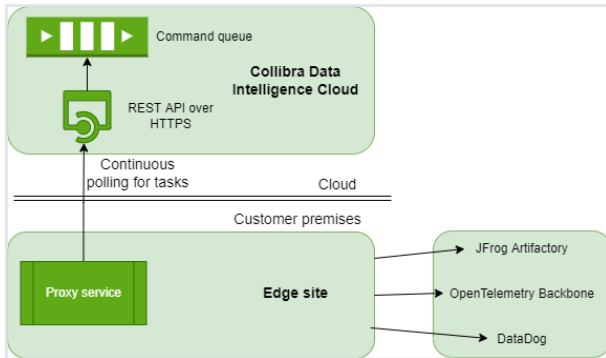 Command queue
Collibra Data
Intelligence Cloud
REST API over
HTTPS
Continuous
polling for tasks
Cloud
Customer premises
Proxy service
Edge site
JFrog Artifactory
OpenTelemetry Backbone
DataDog